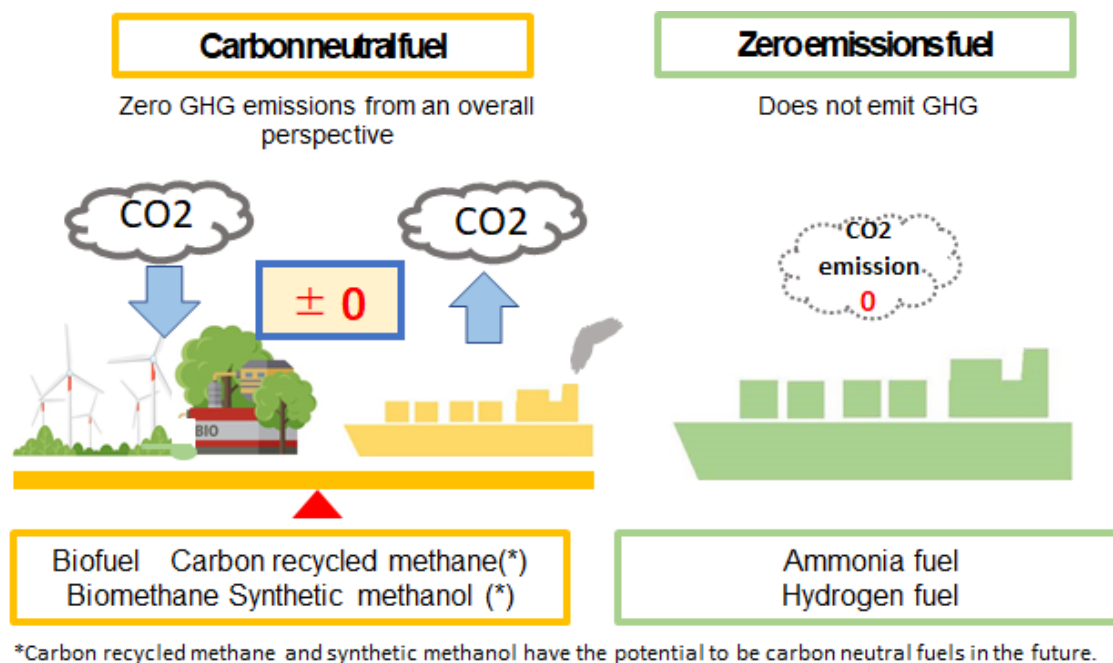 Carbon neutral fuel
Zero GHG emissions from an overall
perspective
CO2
CO2
± 0
BIO
Biofuel Carbon recycled methane(*)
Biomethane Synthetic methanol (*)
Zero emissions fuel
Does not emit GHG
CO2
emission
0
Ammonia fuel
Hydrogen fuel
*Carbon recycled methane and synthetic methanol have the potential to be carbon neutral fuels in the future.